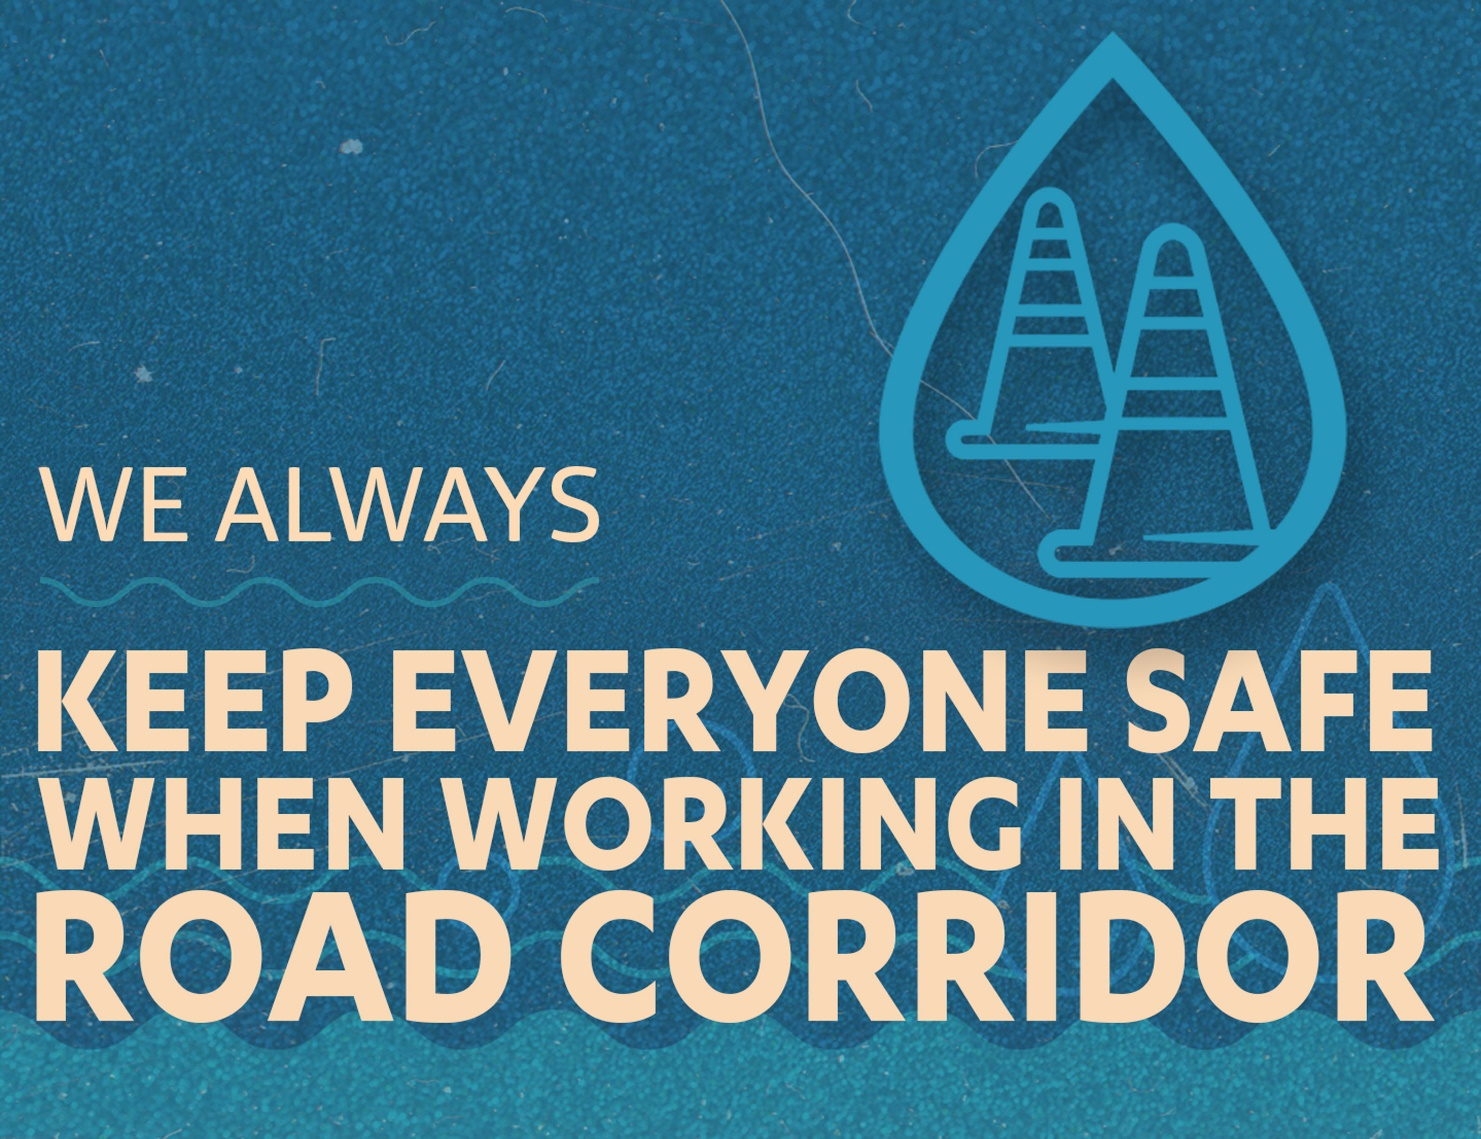 WE ALWAYS
KEEP EVERYONE SAFE
WHEN WORKING IN THE
ROAD CORRIDOR